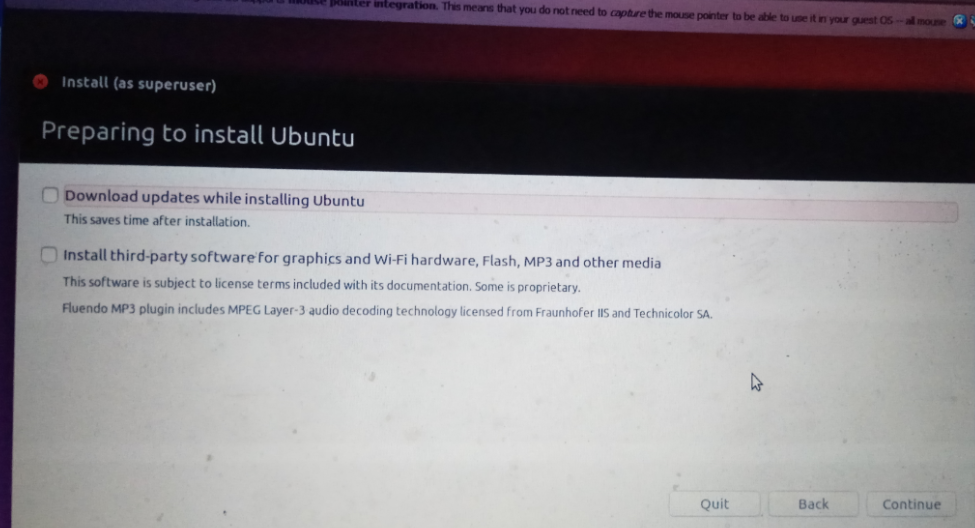 pointer integration. This means that you do not need to capture the mouse pointer to be able to use it in your guest OS -- all mouse
Install (as superuser)
Preparing to install Ubuntu
Download updates while installing Ubuntu
This saves time after installation.
Install third-party software for graphics and Wi-Fi hardware, Flash, MP3 and other media
This software is subject to license terms included with its documentation. Some is proprietary.
Fluendo MP3 plugin includes MPEG Layer-3 audio decoding technology licensed from Fraunhofer IIS and Technicolor SA.
Quit Back Continue